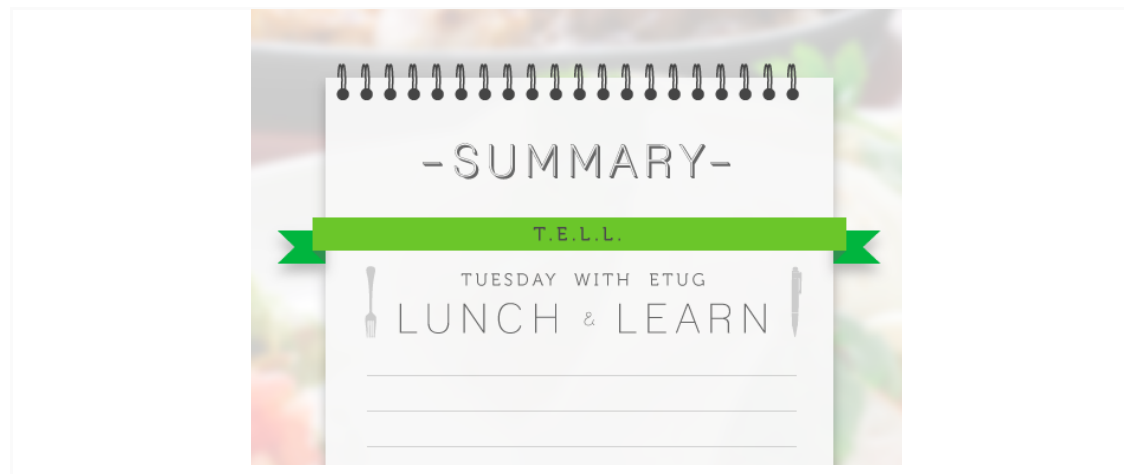 -SUMMARY-
T.E.L.L.
TUESDAY WITH ETUG
LUNCH & LEARN